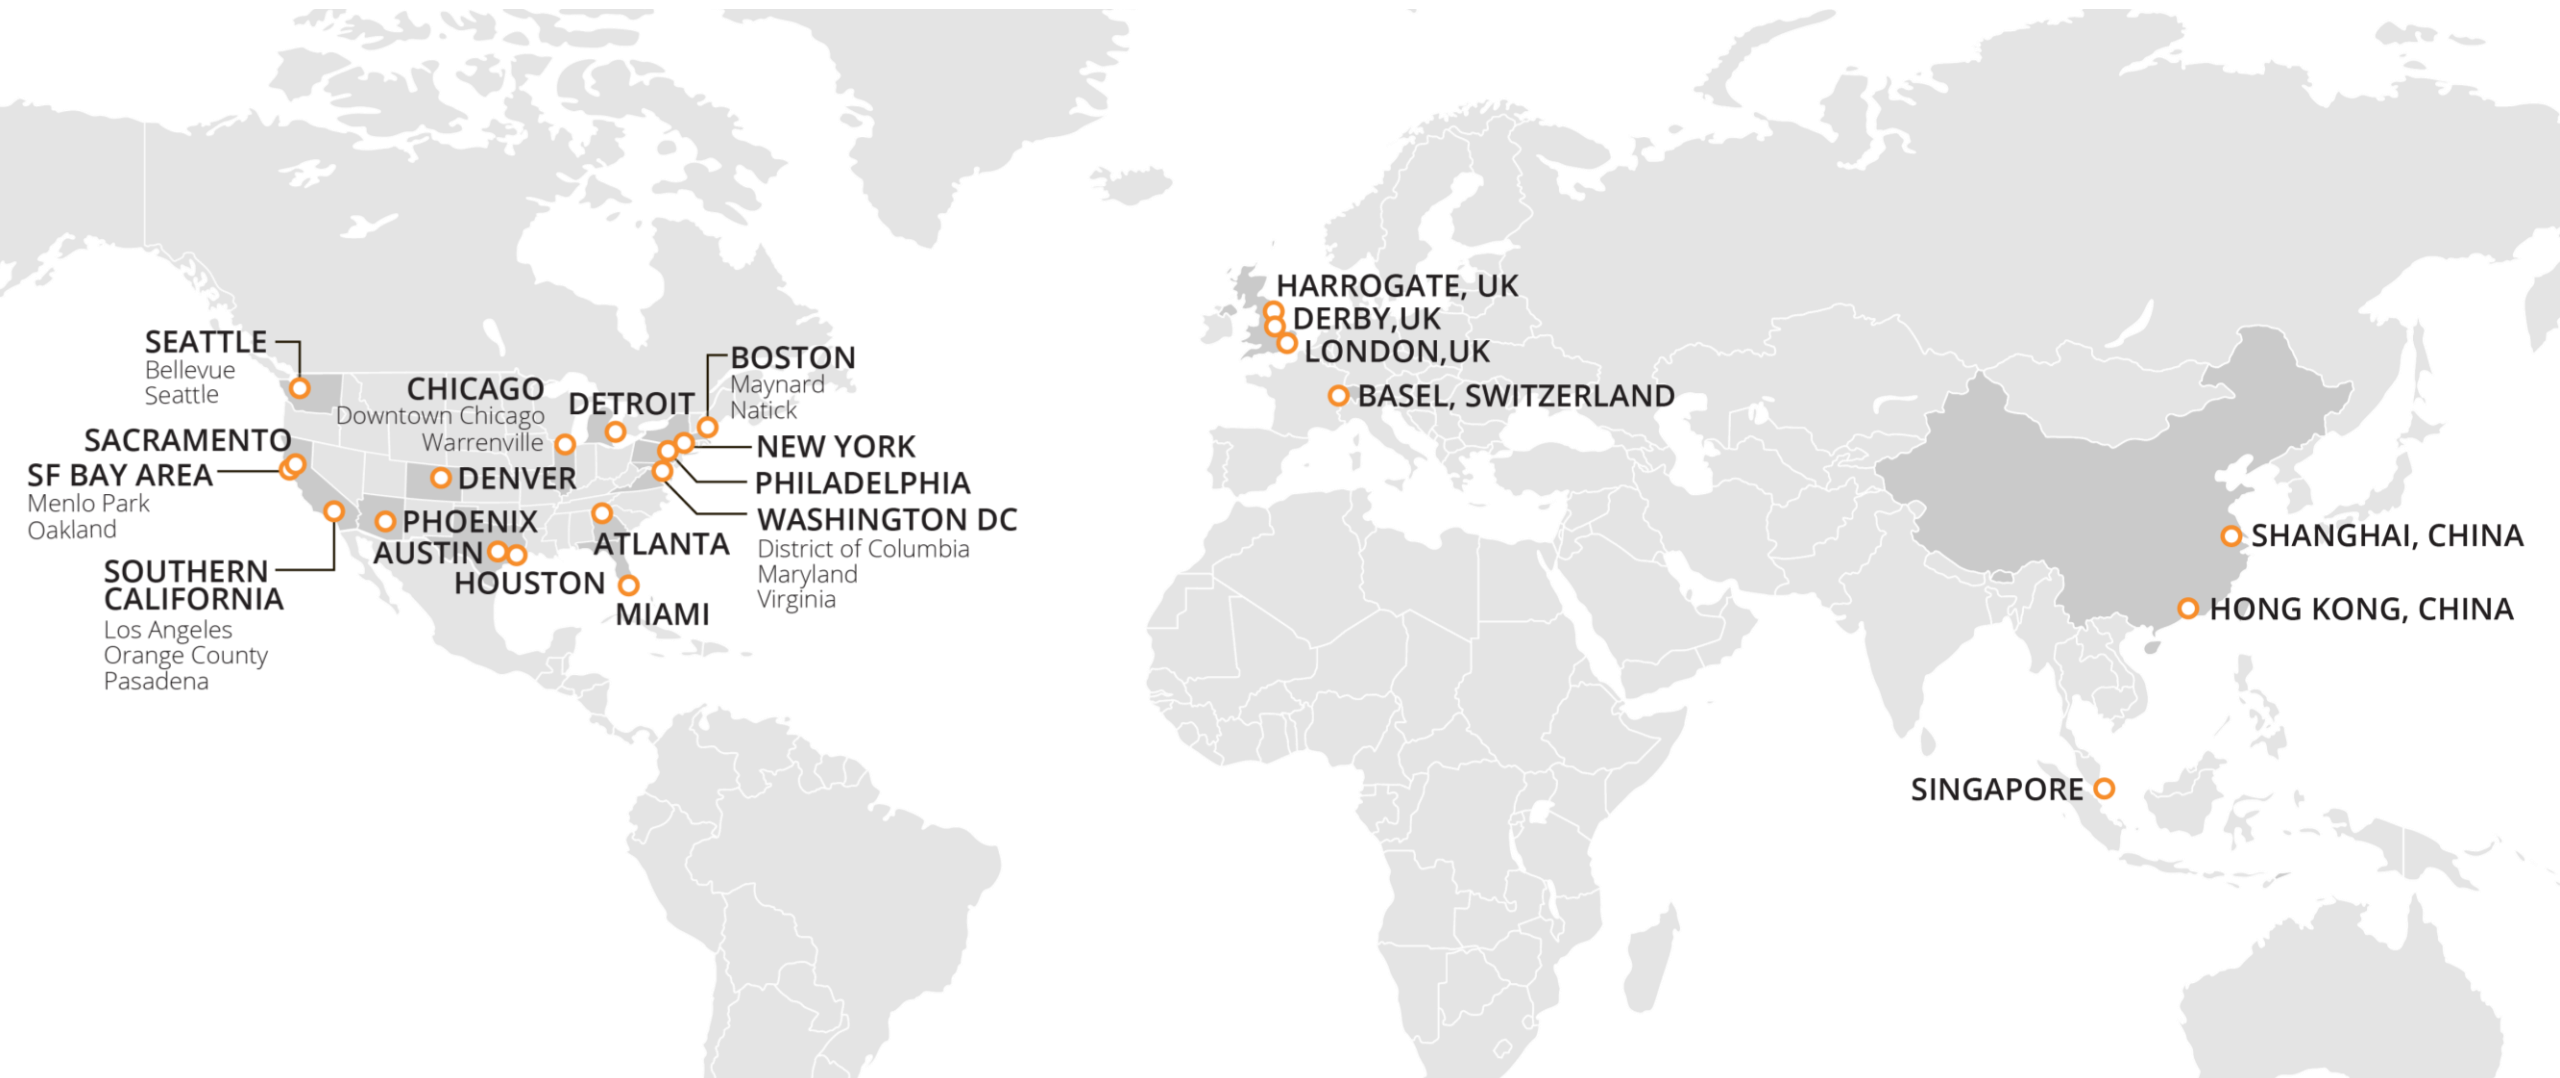 SEATTLE
Bellevue
Seattle
SACRAMENTO
SF BAY AREA
Menlo Park
Oakland
SOUTHERN
CALIFORNIA
Los Angeles
Orange County
Pasadena
CHICAGO
Downtown Chicago
Warrenville
DETROIT
DENVER
PHOENIX
AUSTIN
HOUSTON
ATLANTA
MIAMI
BOSTON
Maynard
Natick
NEW YORK
PHILADELPHIA
WASHINGTON DC
District of Columbia
Maryland
Virginia
HARROGATE, UK
DERBY,UK
LONDON,UK
BASEL, SWITZERLAND
SHANGHAI, CHINA
HONG KONG, CHINA
SINGAPORE